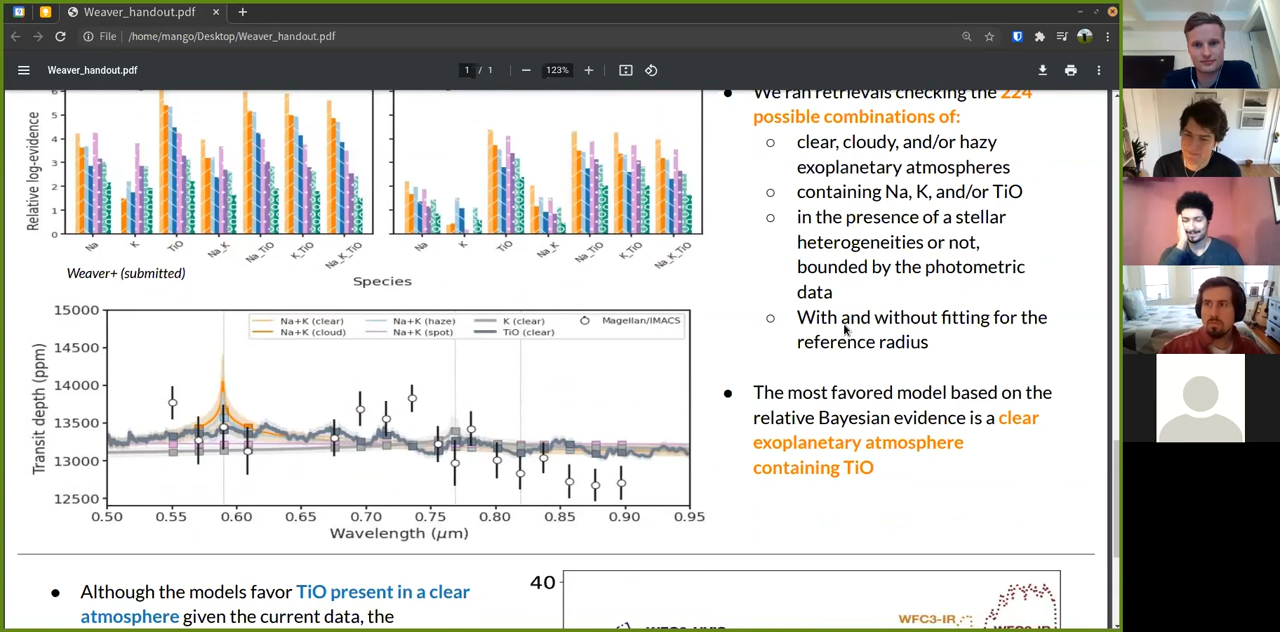 Weaver_handout.pdf
File
/home/mango/Desktop/Weaver_handout.pdf
Weaver_handout.pdf
1 / 1
123%
6
5
4
3
2
1
0
Relative log-evidence
Na
K
TiO
Na_K
Na_TiO
K_TiO
Na_K_TiO
Na
K
TiO
Na_K
Na_TiO
K_TiO
Na_K_TiO
Weaver+ (submitted)
Species
15000
14500
14000
13500
13000
12500
Transit depth (ppm)
Na+K (clear)
Na+K (haze)
K (clear)
Magellan/IMACS
Na+K (cloud)
Na+K (spot)
TiO (clear)
0.50 0.55 0.60 0.65 0.70 0.75 0.80 0.85 0.90 0.95
Wavelength (μm)
● We ran retrievals checking the 224
possible combinations of:
○ clear, cloudy, and/or hazy
exoplanetary atmospheres
○ containing Na, K, and/or TiO
○ in the presence of a stellar
heterogeneities or not,
bounded by the photometric
data
○ With and without fitting for the
reference radius
● The most favored model based on the
relative Bayesian evidence is a clear
exoplanetary atmosphere
containing TiO
● Although the models favor TiO present in a clear
atmosphere given the current data, the
40
WFC3-IR